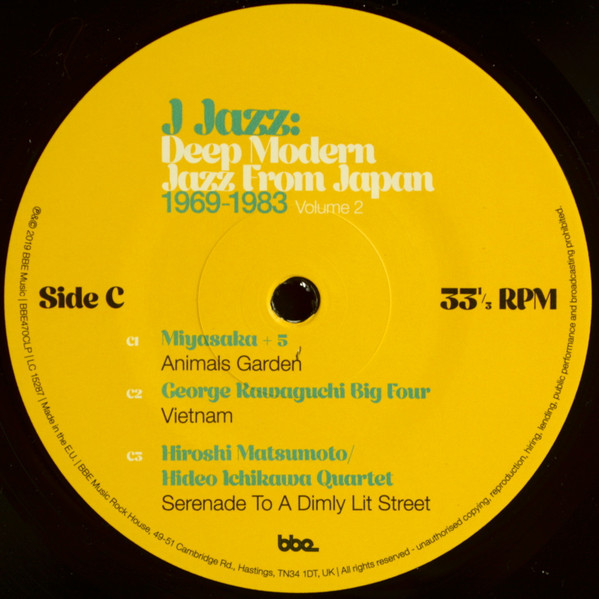 J Jazz:
Deep Modern
Jazz From Japan
1969-1983 Volume 2
Side C
33⅓ RPM
C1 Miyasaka + 5
Animals Garden
C2 George Kawaguchi Big Four
Vietnam
C3 Hiroshi Matsumoto/
Hideo Ichikawa Quartet
Serenade To A Dimly Lit Street
bbe
℗&© 2019 BBE Music | BBE470CLP | LC 15287 | Made in the E.U. | BBE Music Rock House, 49-51 Cambridge Rd., Hastings, TN34 1DT, UK | All rights reserved - unauthorised copying, reproduction, hiring, lending, public performance and broadcasting prohibited.